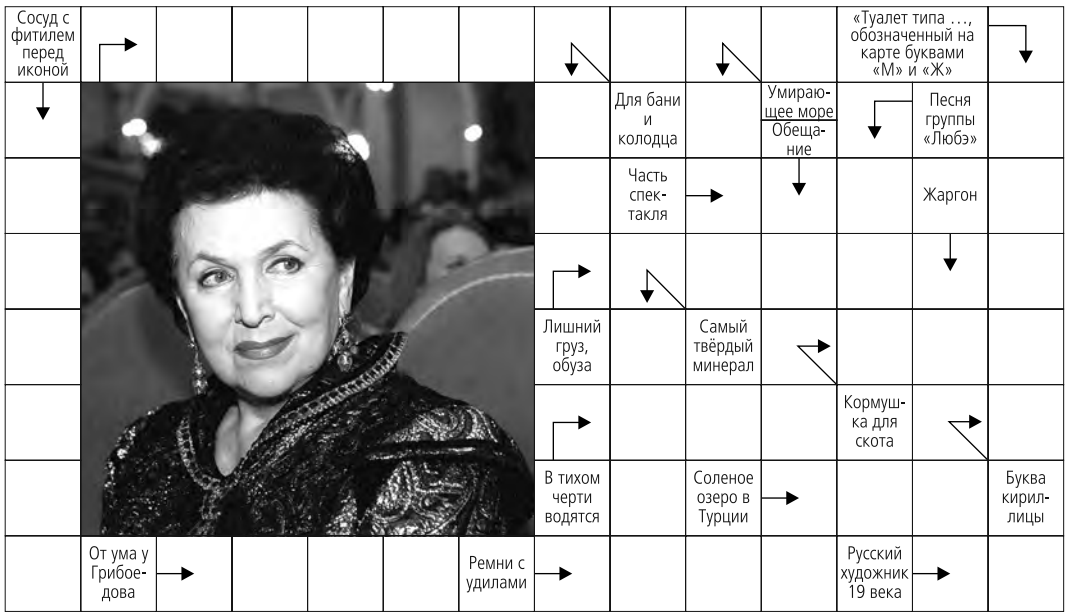 Сосуд с
фитилем
перед
иконой
«Туалет типа …,
обозначенный на
карте буквами
«М» и «Ж»
Для бани
и
колодца
Умираю-
щее море
Обеща-
ние
Песня
группы
«Любэ»
Часть
спек-
такля
Жаргон
Лишний
груз,
обуза
Самый
твёрдый
минерал
Кормуш-
ка для
скота
В тихом
черти
водятся
Соленое
озеро в
Турции
Буква
кирил-
лицы
От ума у
Грибое-
дова
Ремни с
удилами
Русский
художник
19 века